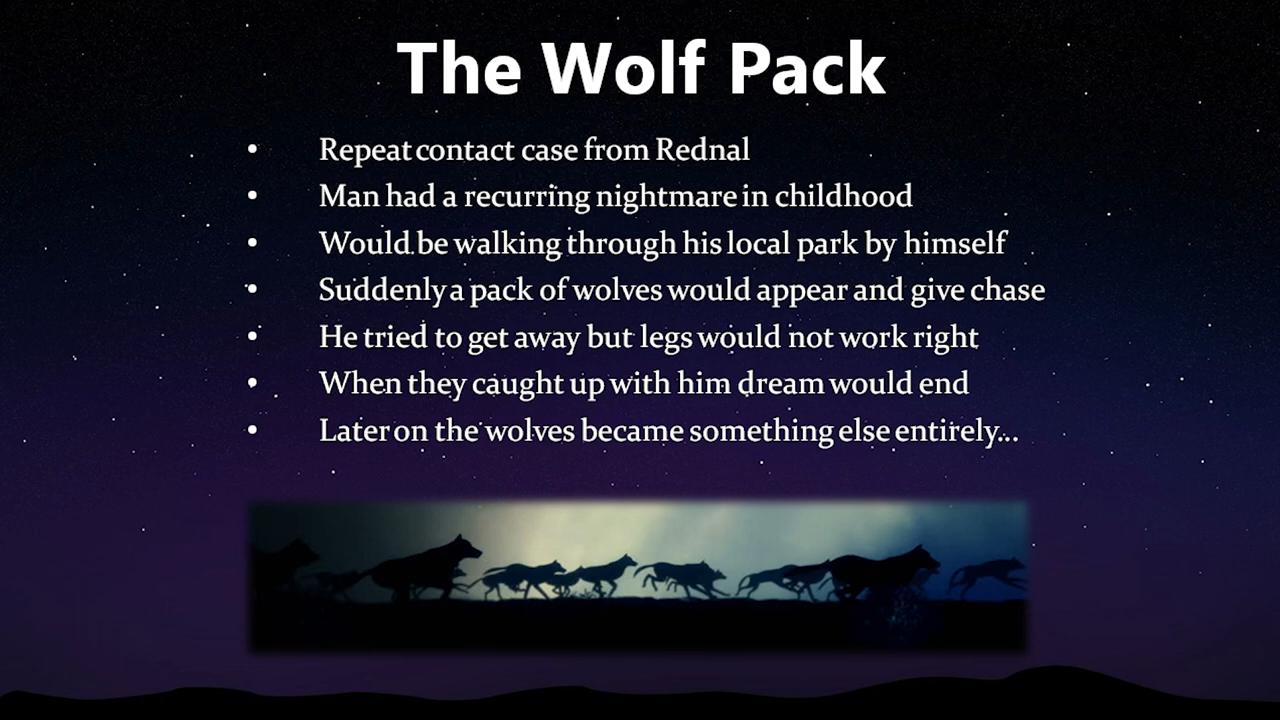 The Wolf Pack
• Repeat contact case from Rednal
• Man had a recurring nightmare in childhood
• Would be walking through his local park by himself
• Suddenly a pack of wolves would appear and give chase
• He tried to get away but legs would not work right
• When they caught up with him dream would end
• Later on the wolves became something else entirely...